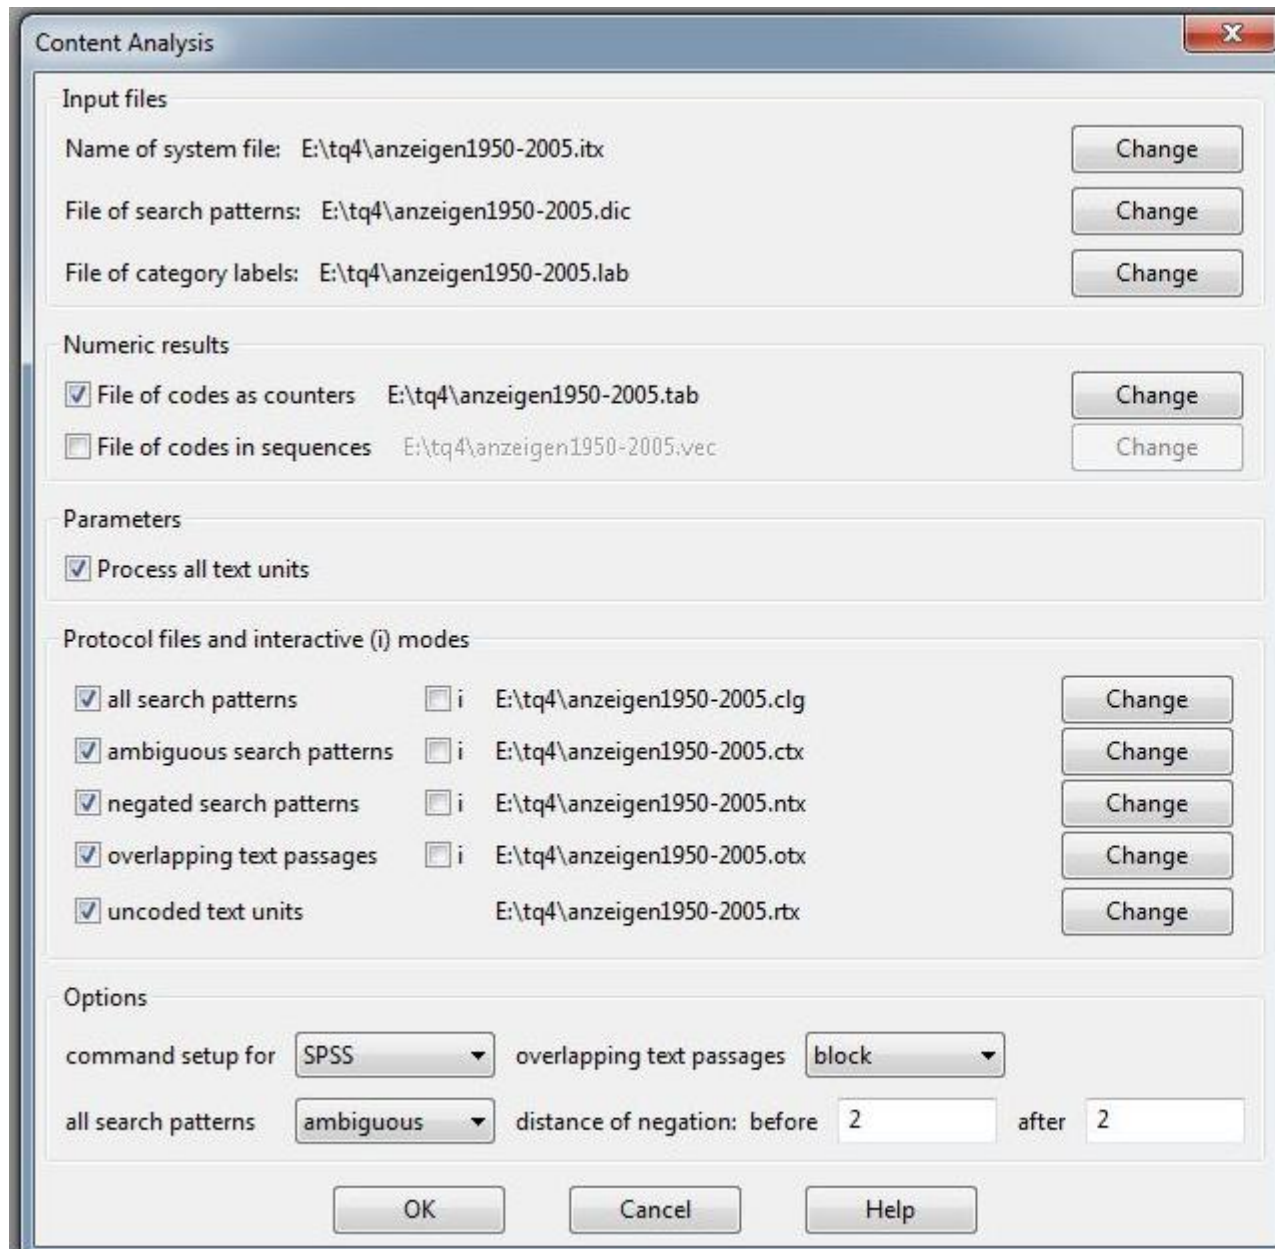 Content Analysis
Input files
Name of system file: E:\tq4\anzeigen1950-2005.itx Change
File of search patterns: E:\tq4\anzeigen1950-2005.dic Change
File of category labels: E:\tq4\anzeigen1950-2005.lab Change
Numeric results
File of codes as counters E:\tq4\anzeigen1950-2005.tab Change
File of codes in sequences E:\tq4\anzeigen1950-2005.vec Change
Parameters
Process all text units
Protocol files and interactive (i) modes
all search patterns i E:\tq4\anzeigen1950-2005.clg Change
ambiguous search patterns i E:\tq4\anzeigen1950-2005.ctx Change
negated search patterns i E:\tq4\anzeigen1950-2005.ntx Change
overlapping text passages i E:\tq4\anzeigen1950-2005.otx Change
uncoded text units E:\tq4\anzeigen1950-2005.rtx Change
Options
command setup for SPSS overlapping text passages block
all search patterns ambiguous distance of negation: before 2 after 2
OK Cancel Help